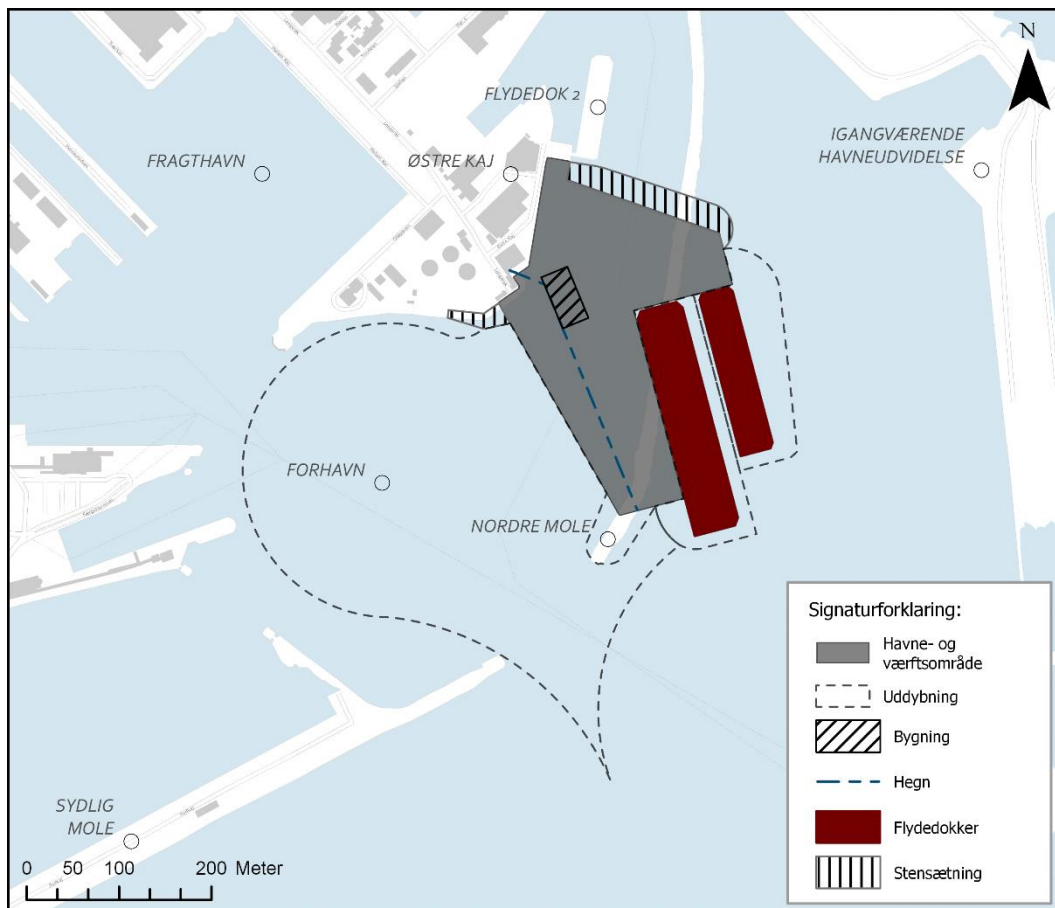 N
FLYDEDOK 2
IGANGVÆRENDE
HAVNEUDVIDELSE
FRAGTHAVN
ØSTRE KAJ
FORHAVN
NORDRE MOLE
SYDLIG
MOLE
0 50 100 200 Meter
Signaturforklaring:
Havne- og
værftsområde
Uddybning
Bygning
Hegn
Flydedokker
Stensætning